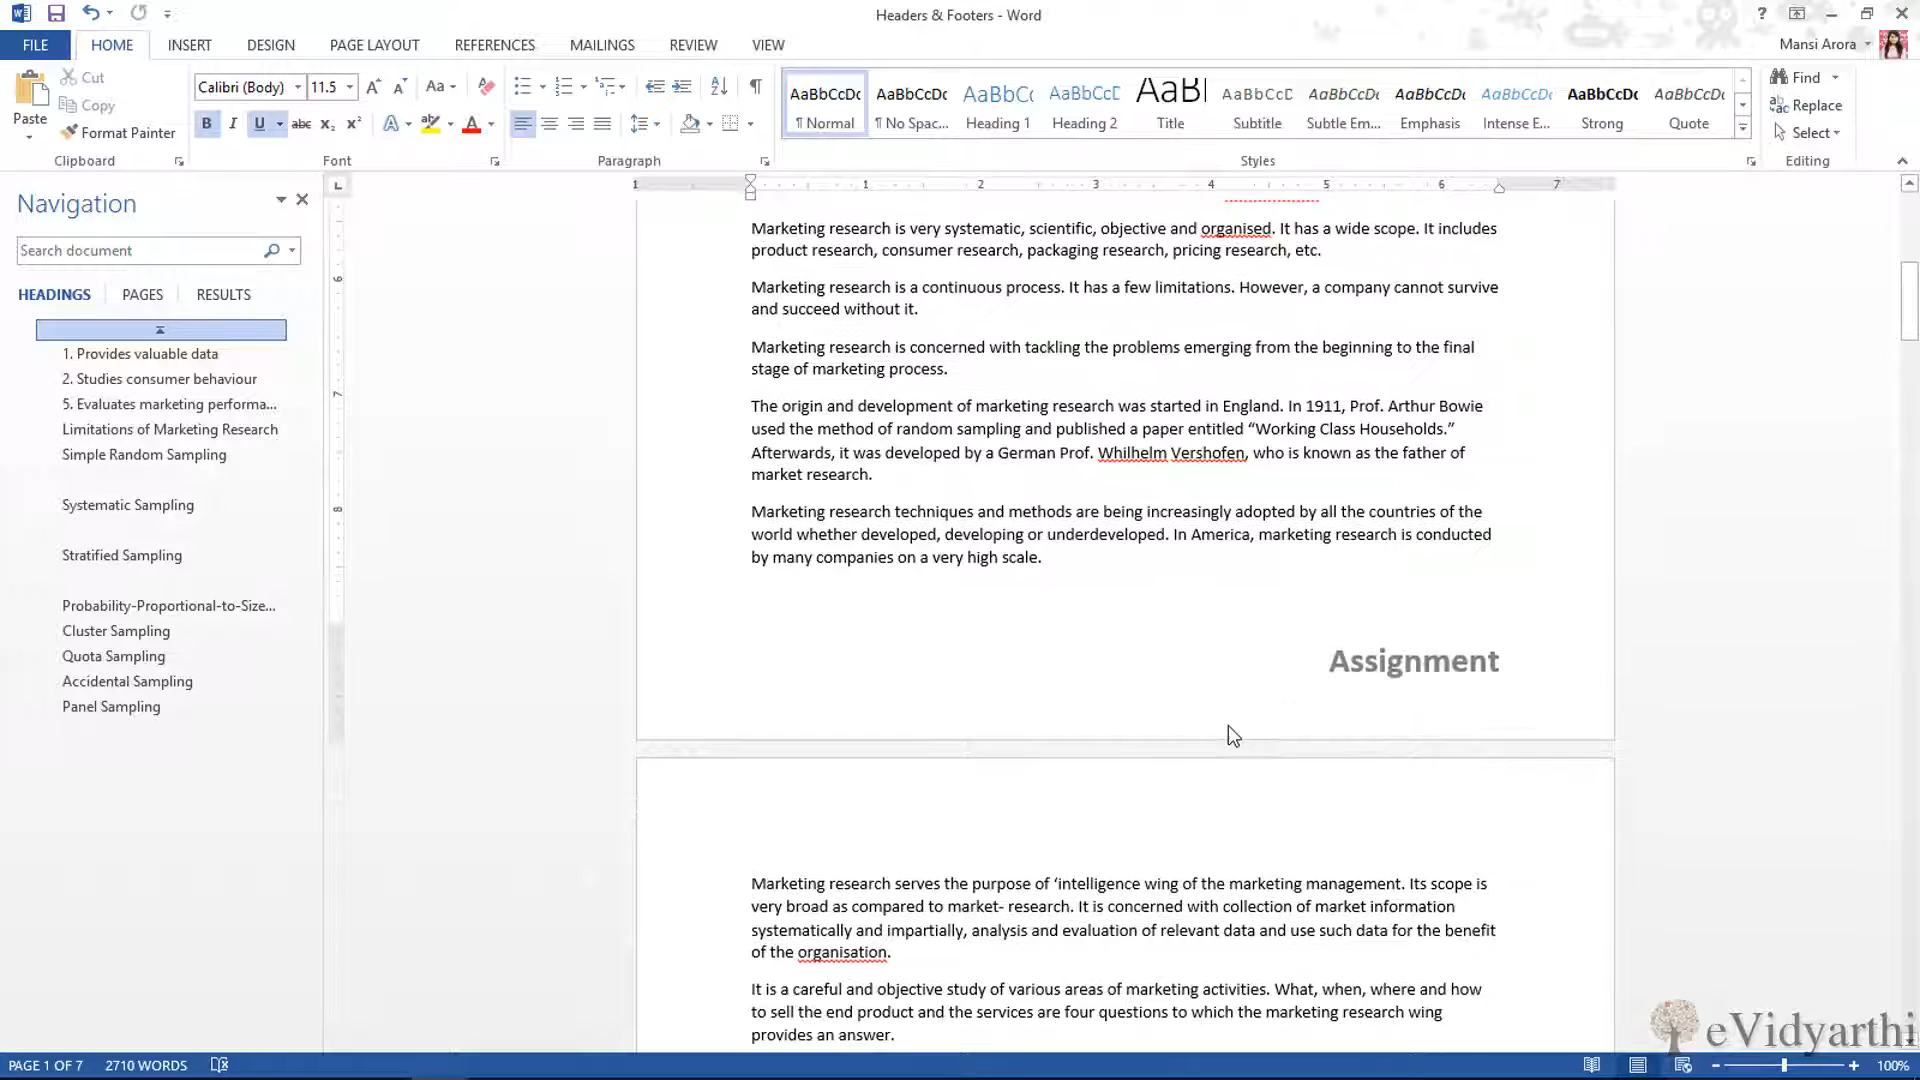 Headers & Footers - Word
?
FILE HOME INSERT DESIGN PAGE LAYOUT REFERENCES MAILINGS REVIEW VIEW
Mansi Arora
Paste
Cut
Copy
Format Painter
Clipboard
Calibri (Body) 11.5
Font
Paragraph
AaBbCcDc AaBbCcDc AaBbCc AaBbCcD AaBl AaBbCcD AaBbCcDc AaBbCcDc AaBbCcDc AaBbCcDc AaBbCcDc
¶ Normal ¶ No Spac... Heading 1 Heading 2 Title Subtitle Subtle Em... Emphasis Intense E... Strong Quote
Styles
Find
Replace
Select
Editing
1 1 2 3 4 5 6 7
6
7
8
Navigation
Search document
HEADINGS PAGES RESULTS
1. Provides valuable data
2. Studies consumer behaviour
5. Evaluates marketing performa...
Limitations of Marketing Research
Simple Random Sampling
Systematic Sampling
Stratified Sampling
Probability-Proportional-to-Size...
Cluster Sampling
Quota Sampling
Accidental Sampling
Panel Sampling
Marketing research is very systematic, scientific, objective and organised. It has a wide scope. It includes
product research, consumer research, packaging research, pricing research, etc.
Marketing research is a continuous process. It has a few limitations. However, a company cannot survive
and succeed without it.
Marketing research is concerned with tackling the problems emerging from the beginning to the final
stage of marketing process.
The origin and development of marketing research was started in England. In 1911, Prof. Arthur Bowie
used the method of random sampling and published a paper entitled “Working Class Households.”
Afterwards, it was developed by a German Prof. Whilhelm Vershofen, who is known as the father of
market research.
Marketing research techniques and methods are being increasingly adopted by all the countries of the
world whether developed, developing or underdeveloped. In America, marketing research is conducted
by many companies on a very high scale.
Assignment
Marketing research serves the purpose of ‘intelligence wing of the marketing management. Its scope is
very broad as compared to market- research. It is concerned with collection of market information
systematically and impartially, analysis and evaluation of relevant data and use such data for the benefit
of the organisation.
It is a careful and objective study of various areas of marketing activities. What, when, where and how
to sell the end product and the services are four questions to which the marketing research wing
provides an answer.
eVidyarthi
PAGE 1 OF 7 2710 WORDS
100%